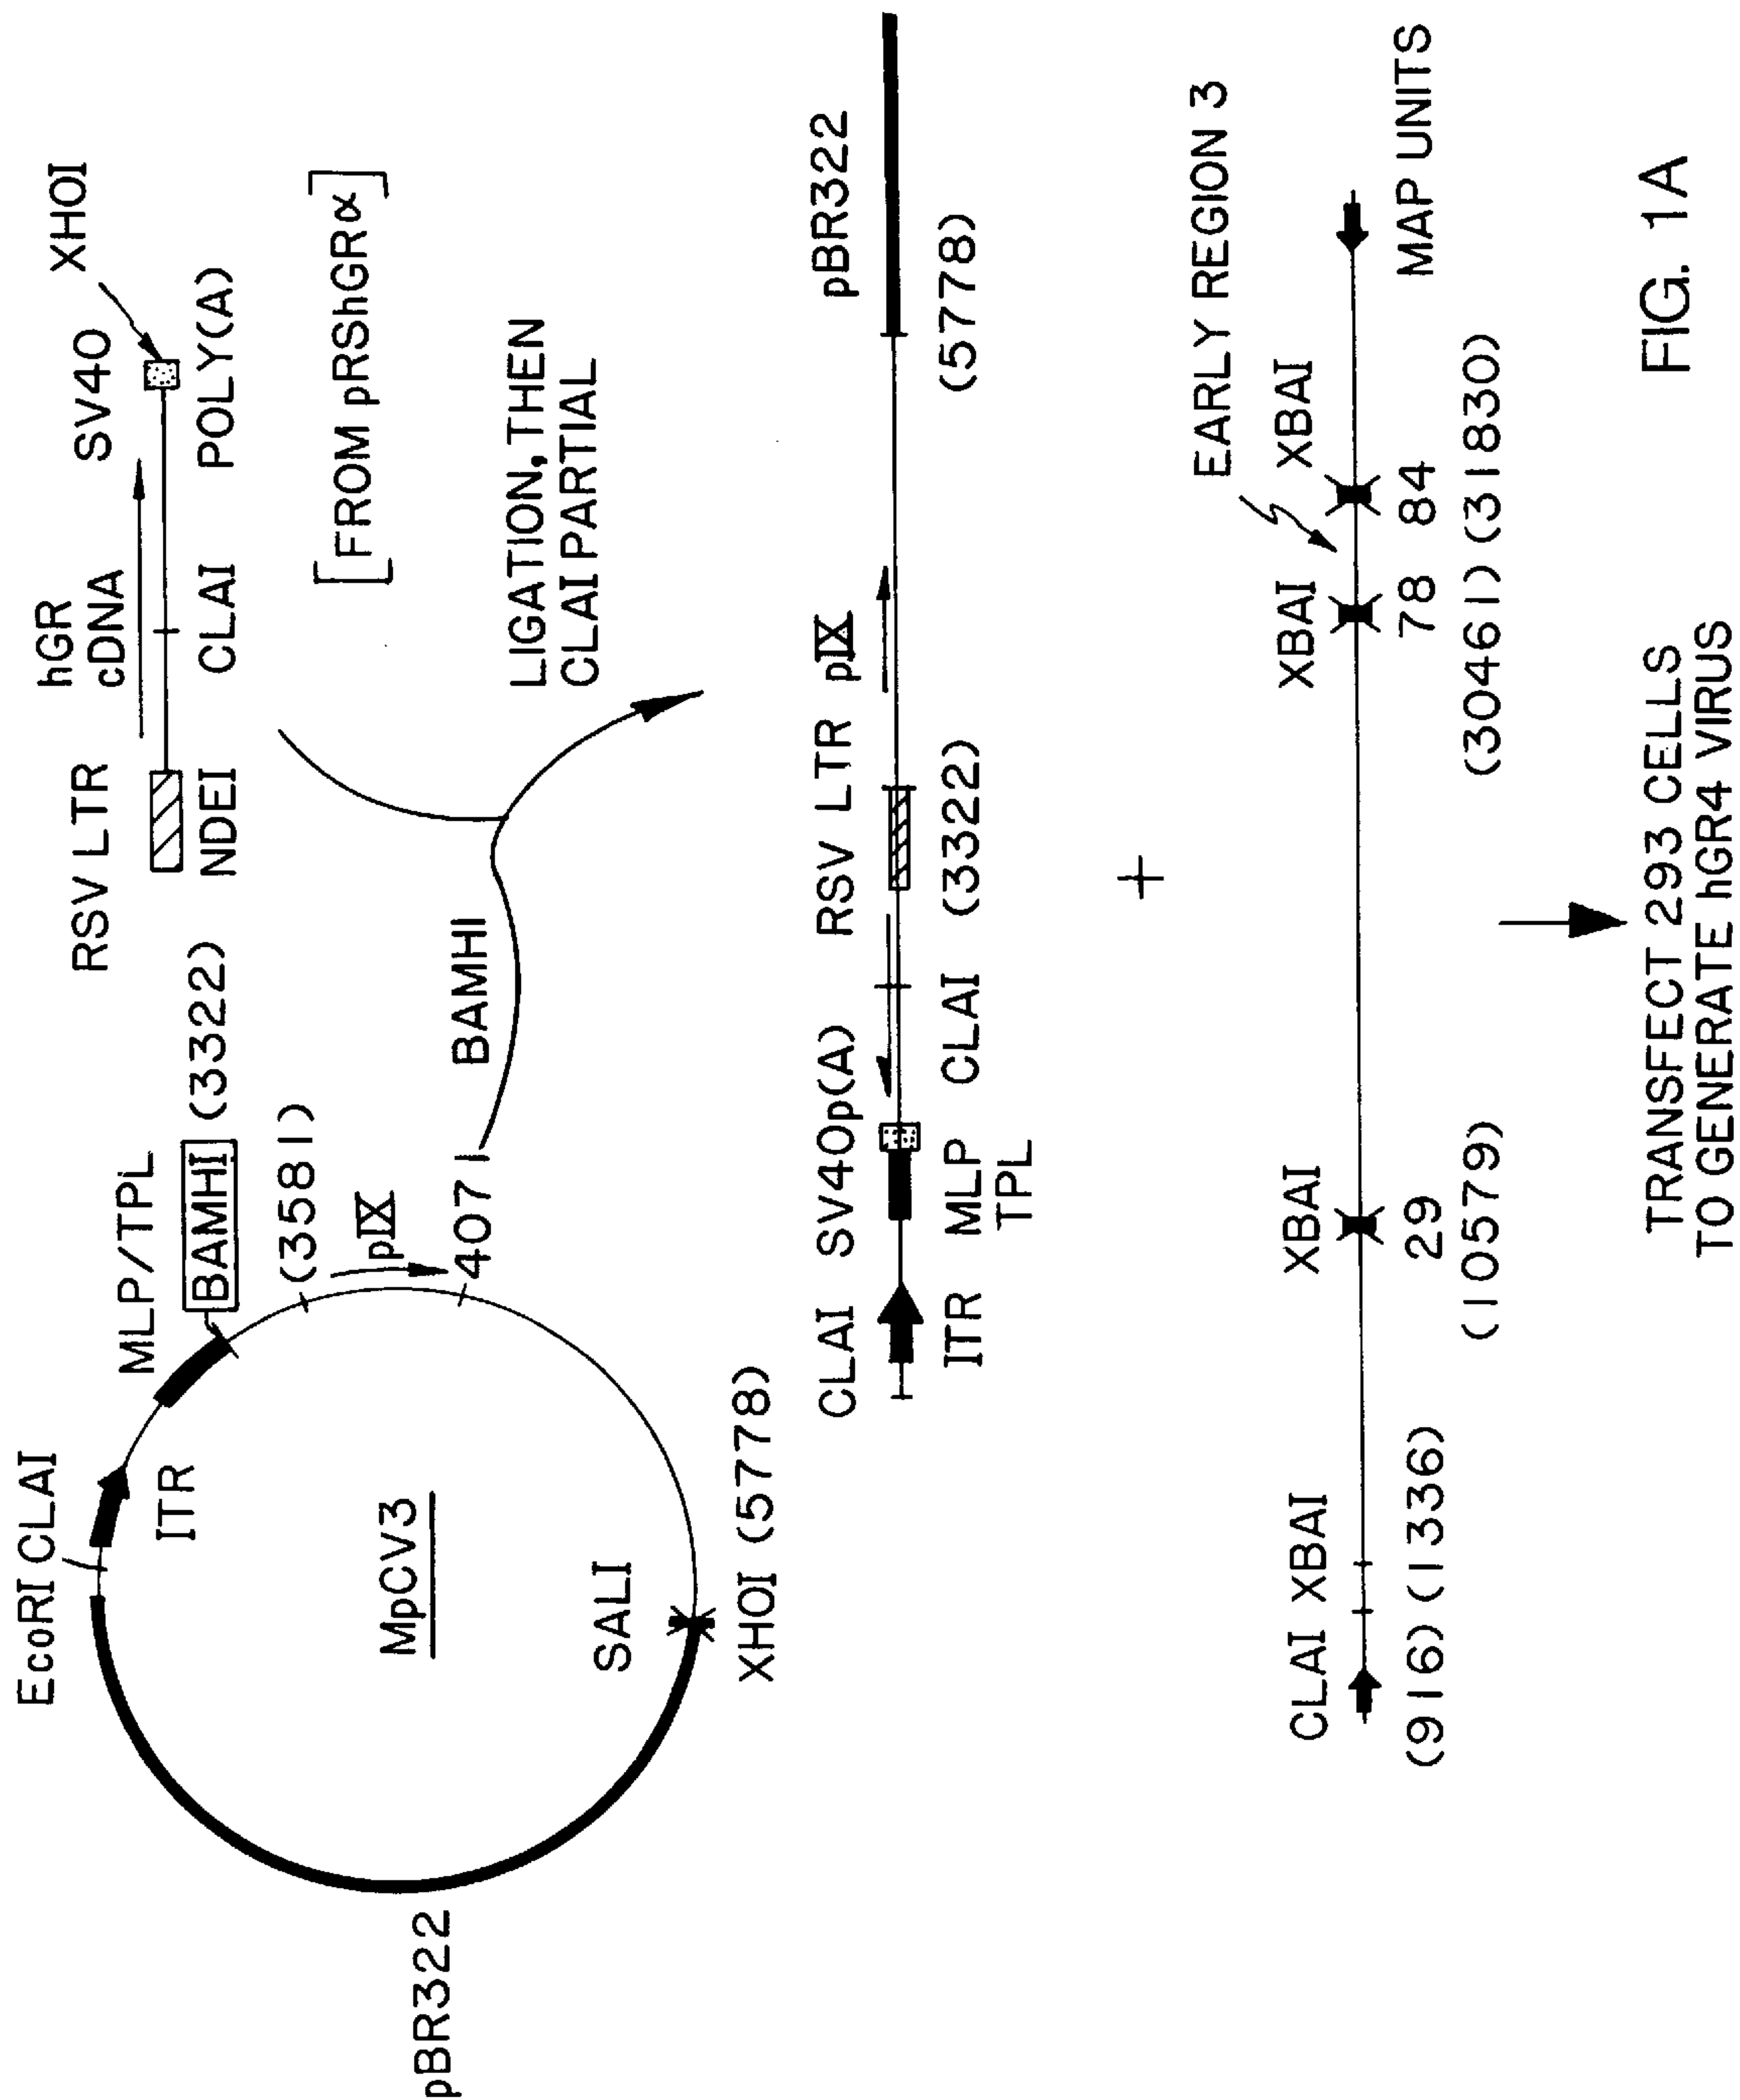 EcoRI CLAI
ITR
MLP/TPL
BAMHI (3322)
(3581)
pIX
4071
MpCV3
pBR322
SALI
XHOI (5778)
BAMHI
RSV LTR
hGR
cDNA
SV40
XHOI
NDEI
CLAI
POLY(A)
[FROM pRShGRα]
LIGATION, THEN
CLAI PARTIAL
CLAI SV40p(A) RSV LTR pIX pBR322
ITR MLP CLAI (3322) (5778)
TPL
+
EARLY REGION 3
CLAI XBAI XBAI XBAI XBAI
(916) (1336) 29 78 84 MAP UNITS
(10579) (30461) (31830)
TRANSFECT 293 CELLS
TO GENERATE hGR4 VIRUS
FIG. 1A